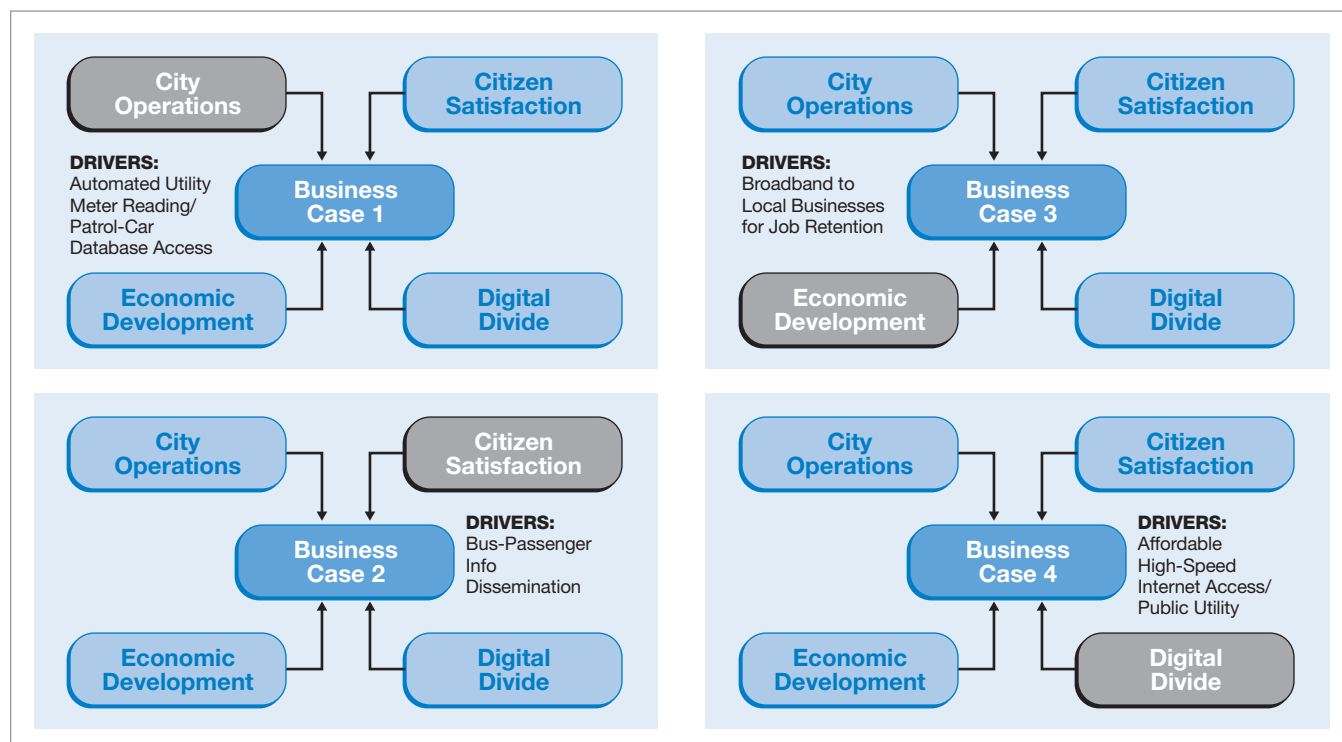 City
Operations
Citizen
Satisfaction
DRIVERS:
Automated Utility
Meter Reading/
Patrol-Car
Database Access
Business
Case 1
Economic
Development
Digital
Divide
City
Operations
Citizen
Satisfaction
DRIVERS:
Broadband to
Local Businesses
for Job Retention
Business
Case 3
Economic
Development
Digital
Divide
City
Operations
Citizen
Satisfaction
Business
Case 2
DRIVERS:
Bus-Passenger
Info
Dissemination
Economic
Development
Digital
Divide
City
Operations
Citizen
Satisfaction
Business
Case 4
DRIVERS:
Affordable
High-Speed
Internet Access/
Public Utility
Economic
Development
Digital
Divide